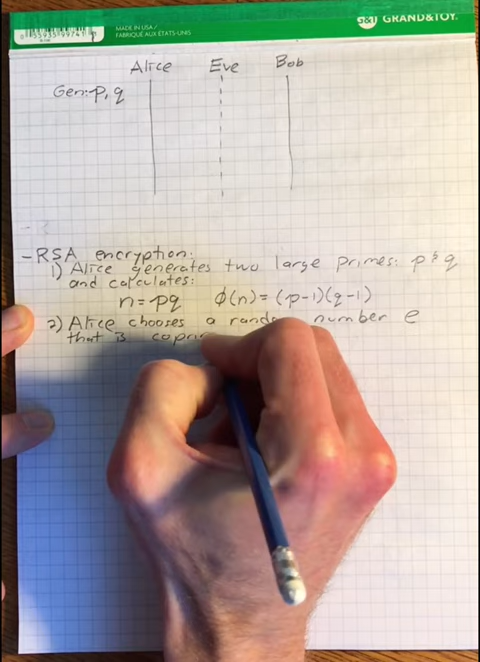 MADE IN USA/
FABRIQUÉ AUX ÉTATS-UNIS
G&T GRAND&TOY.
Alice Eve Bob
Gen: p, q
- RSA encryption:
1) Alice generates two large primes: p & q
and calculates:
n = pq φ(n) = (p-1)(q-1)
2) Alice chooses a random number e
that is